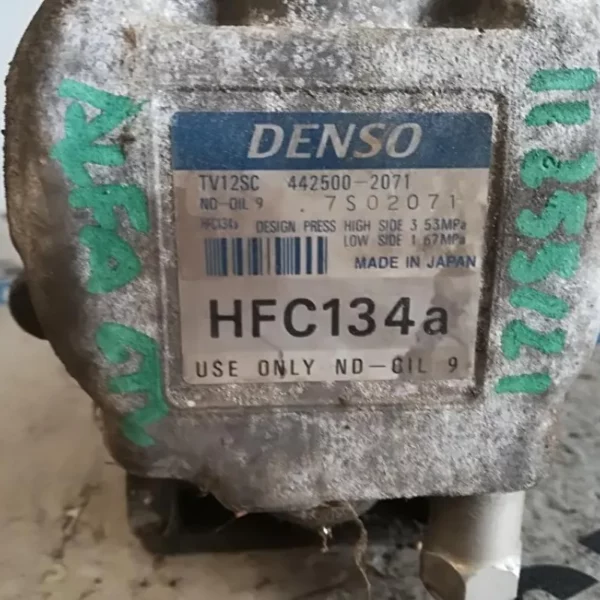 DENSO
TV12SC 442500-2071
ND-OIL 9 .7S02071
HFC134a DESIGN PRESS HIGH SIDE 3 53MPa
LOW SIDE 1 67MPa
MADE IN JAPAN
HFC134a
USE ONLY ND-OIL 9
ALFA